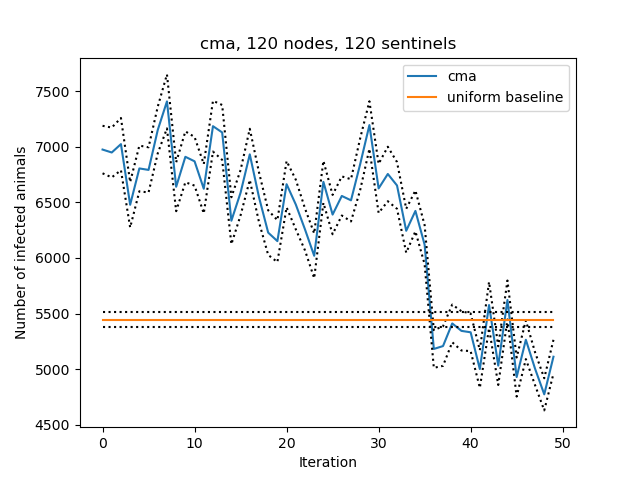 cma, 120 nodes, 120 sentinels
cma
uniform baseline
7500
7000
6500
6000
5500
5000
4500
Number of infected animals
0
10
20
30
40
50
Iteration